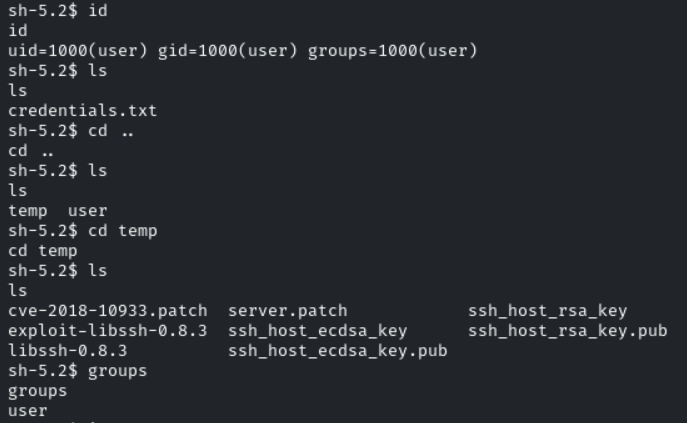 sh-5.2$ id
id
uid=1000(user) gid=1000(user) groups=1000(user)
sh-5.2$ ls
ls
credentials.txt
sh-5.2$ cd ..
cd ..
sh-5.2$ ls
ls
temp  user
sh-5.2$ cd temp
cd temp
sh-5.2$ ls
ls
cve-2018-10933.patch  server.patch            ssh_host_rsa_key
exploit-libssh-0.8.3  ssh_host_ecdsa_key      ssh_host_rsa_key.pub
libssh-0.8.3          ssh_host_ecdsa_key.pub
sh-5.2$ groups
groups
user